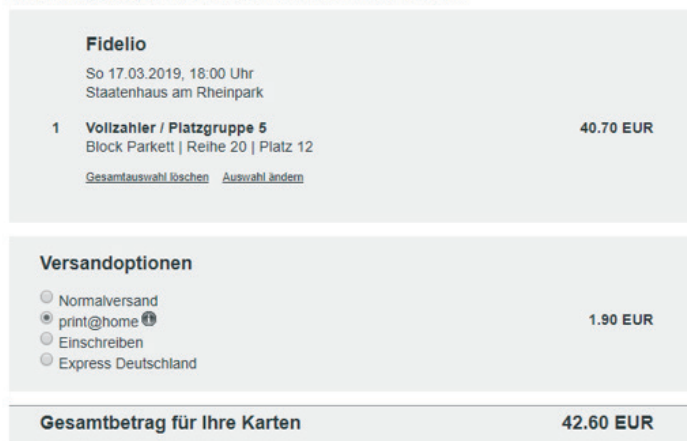 Fidelio
So 17.03.2019, 18:00 Uhr
Staatenhaus am Rheinpark
1 Vollzahler / Platzgruppe 5 40.70 EUR
Block Parkett | Reihe 20 | Platz 12
Gesamtauswahl löschen Auswahl ändern
Versandoptionen
Normalversand
print@home 1.90 EUR
Einschreiben
Express Deutschland
Gesamtbetrag für Ihre Karten 42.60 EUR